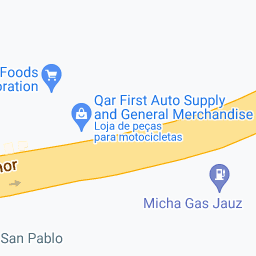 Foods
oration
Qar First Auto Supply
and General Merchandise
Loja de peças
para motocicletas
nor
Micha Gas Jauz
San Pablo